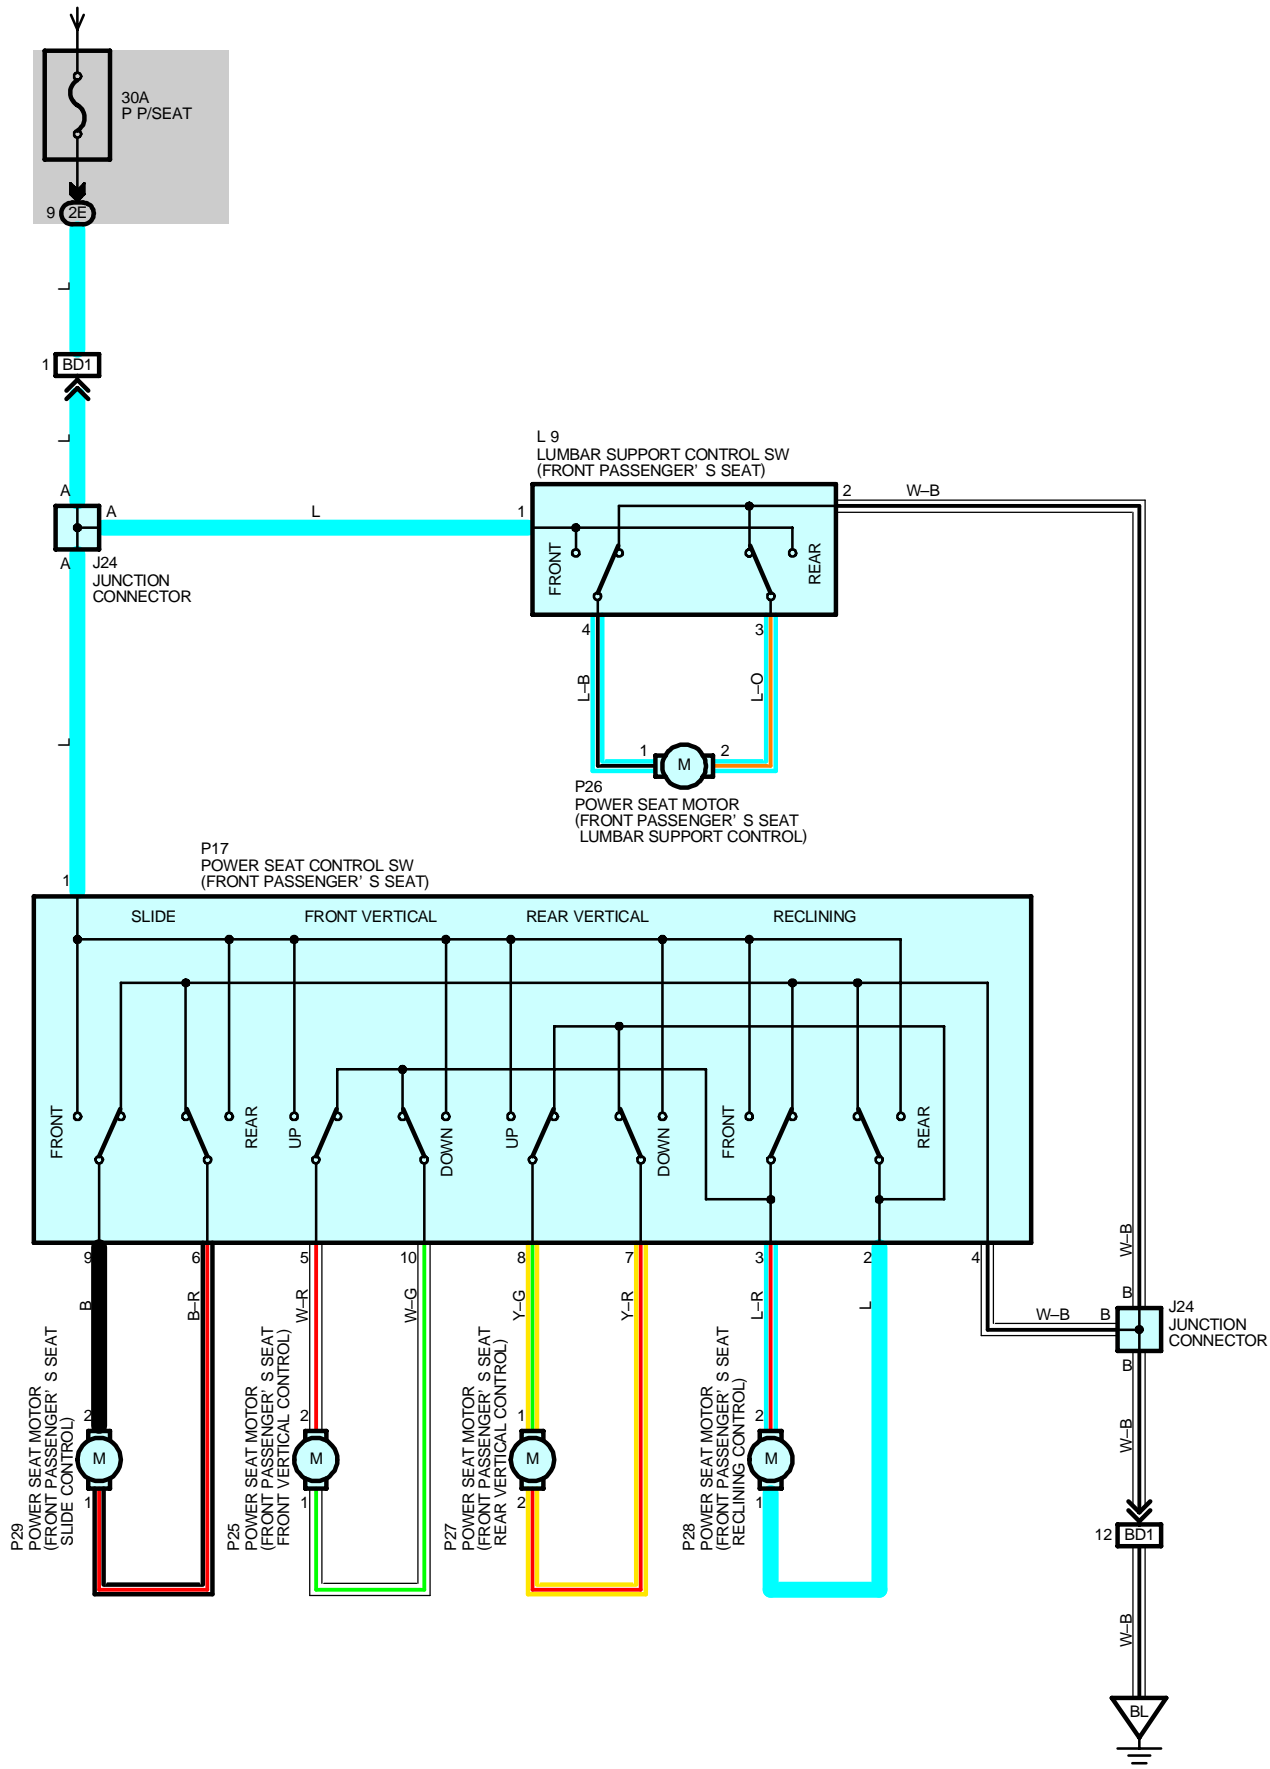 30A
P P/SEAT
9 2E
L
1 BD1
L
A
A L 1
A
J24
JUNCTION
CONNECTOR
L 9
LUMBAR SUPPORT CONTROL SW
(FRONT PASSENGER' S SEAT)
2 W–B
FRONT
REAR
4 3
L–B
L–O
1 M 2
P26
POWER SEAT MOTOR
(FRONT PASSENGER' S SEAT
LUMBAR SUPPORT CONTROL)
L
1
P17
POWER SEAT CONTROL SW
(FRONT PASSENGER' S SEAT)
SLIDE FRONT VERTICAL REAR VERTICAL RECLINING
FRONT
REAR
UP
DOWN
UP
DOWN
FRONT
REAR
9 6 5 10 8 7 3 2 4
B
B–R
W–R
W–G
Y–G
Y–R
L–R
L
W–B
B
W–B B
J24
JUNCTION
CONNECTOR
B
2 2 1 2
M M M M
1 1 2 1
P29
POWER SEAT MOTOR
(FRONT PASSENGER' S SEAT
SLIDE CONTROL)
P25
POWER SEAT MOTOR
(FRONT PASSENGER' S SEAT
FRONT VERTICAL CONTROL)
P27
POWER SEAT MOTOR
(FRONT PASSENGER' S SEAT
REAR VERTICAL CONTROL)
P28
POWER SEAT MOTOR
(FRONT PASSENGER' S SEAT
RECLINING CONTROL)
W–B
12 BD1
W–B
BL